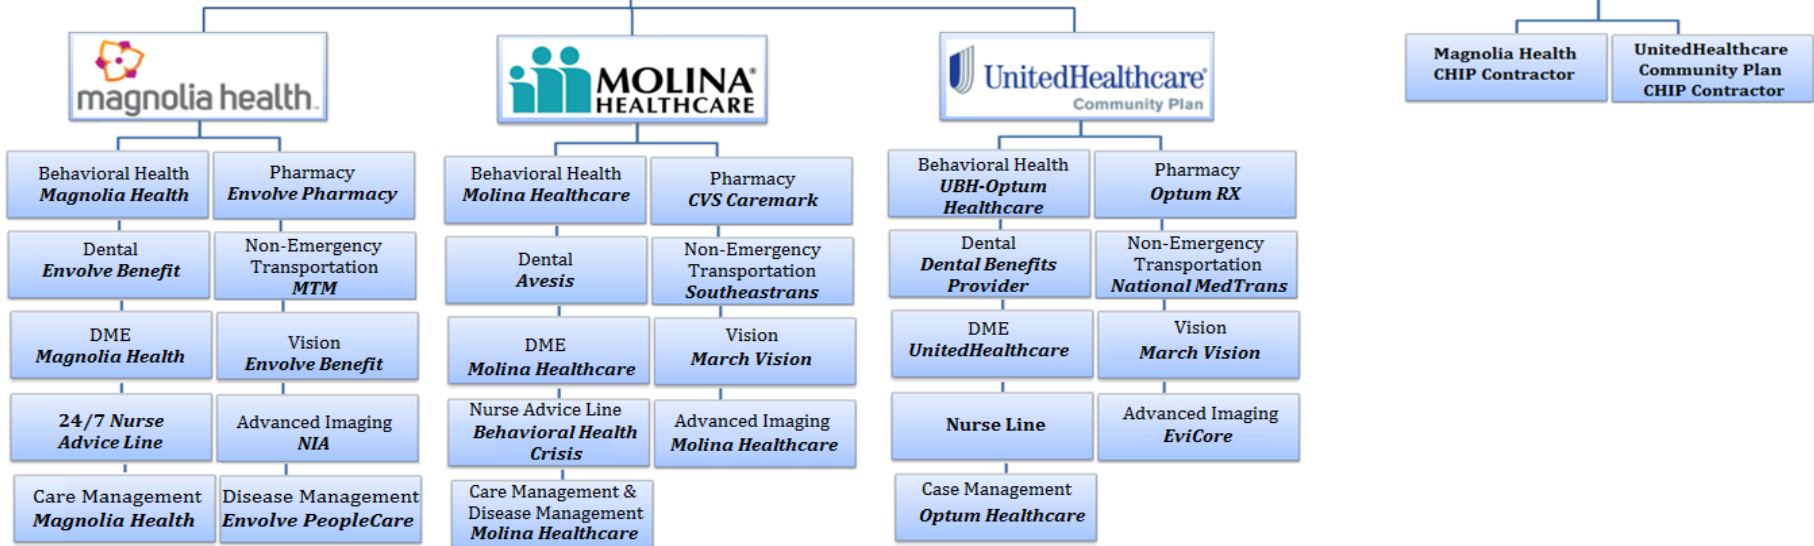 magnolia health™
MOLINA®
HEALTHCARE
UnitedHealthcare®
Community Plan
Magnolia Health
CHIP Contractor
UnitedHealthcare
Community Plan
CHIP Contractor
Behavioral Health
Magnolia Health
Pharmacy
Envolve Pharmacy
Dental
Envolve Benefit
Non-Emergency
Transportation
MTM
DME
Magnolia Health
Vision
Envolve Benefit
24/7 Nurse
Advice Line
Advanced Imaging
NIA
Care Management
Magnolia Health
Disease Management
Envolve PeopleCare
Behavioral Health
Molina Healthcare
Pharmacy
CVS Caremark
Dental
Avesis
Non-Emergency
Transportation
Southeastrans
DME
Molina Healthcare
Vision
March Vision
Nurse Advice Line
Behavioral Health
Crisis
Advanced Imaging
Molina Healthcare
Care Management &
Disease Management
Molina Healthcare
Behavioral Health
UBH-Optum
Healthcare
Pharmacy
Optum RX
Dental
Dental Benefits
Provider
Non-Emergency
Transportation
National MedTrans
DME
UnitedHealthcare
Vision
March Vision
Nurse Line
Advanced Imaging
EviCore
Case Management
Optum Healthcare